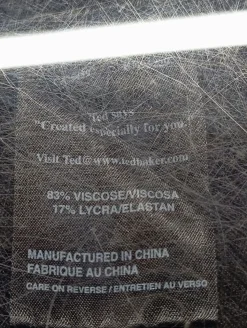 Ted says
"Created especially for you."
Visit Ted@www.tedbaker.com
83% VISCOSE/VISCOSA
17% LYCRA/ELASTAN
MANUFACTURED IN CHINA
FABRIQUE AU CHINA
CARE ON REVERSE / ENTRETIEN AU VERSO